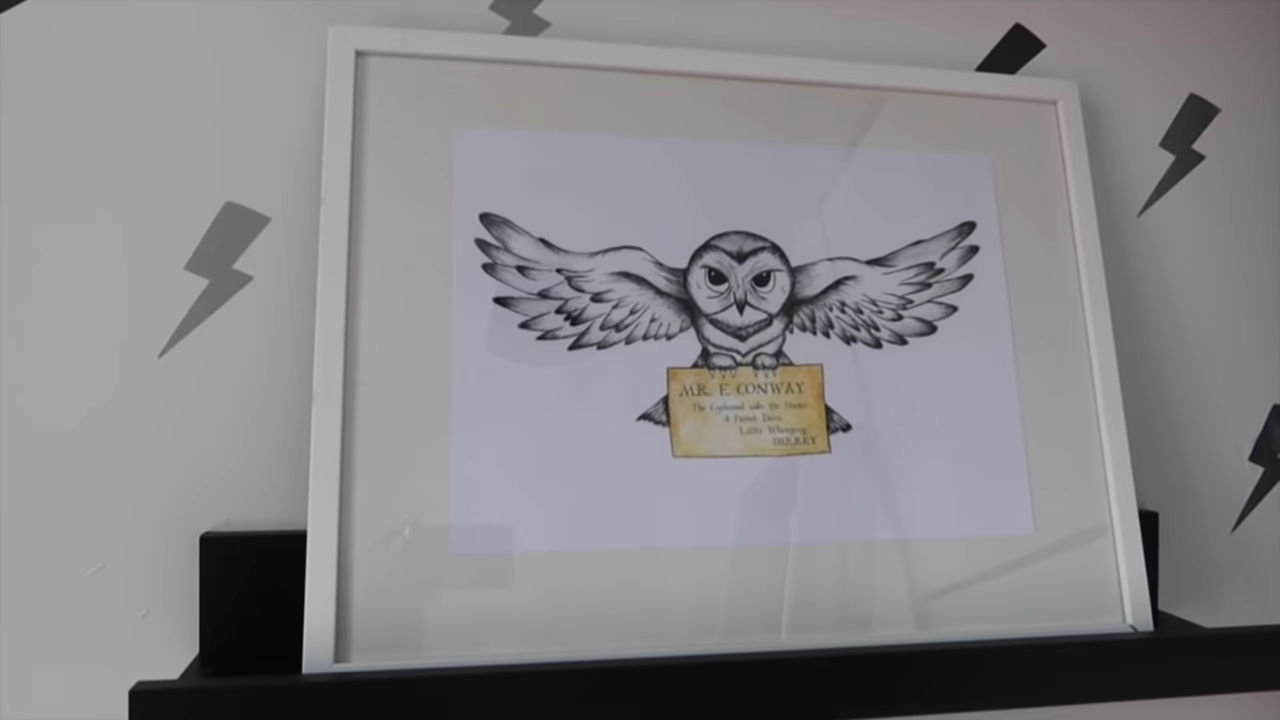 MR. E CONWAY
The Cupboard under the Stairs
4 Privet Drive
Little Whinging
SURREY